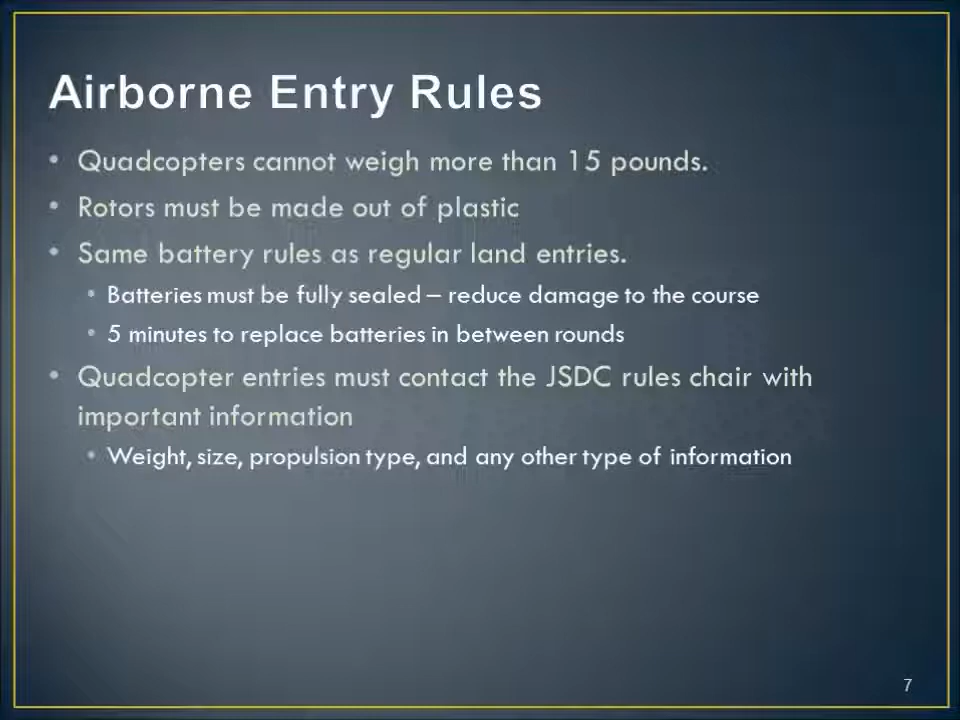 Airborne Entry Rules
• Quadcopters cannot weigh more than 15 pounds.
• Rotors must be made out of plastic
• Same battery rules as regular land entries.
• Batteries must be fully sealed – reduce damage to the course
• 5 minutes to replace batteries in between rounds
• Quadcopter entries must contact the JSDC rules chair with
important information
• Weight, size, propulsion type, and any other type of information
7